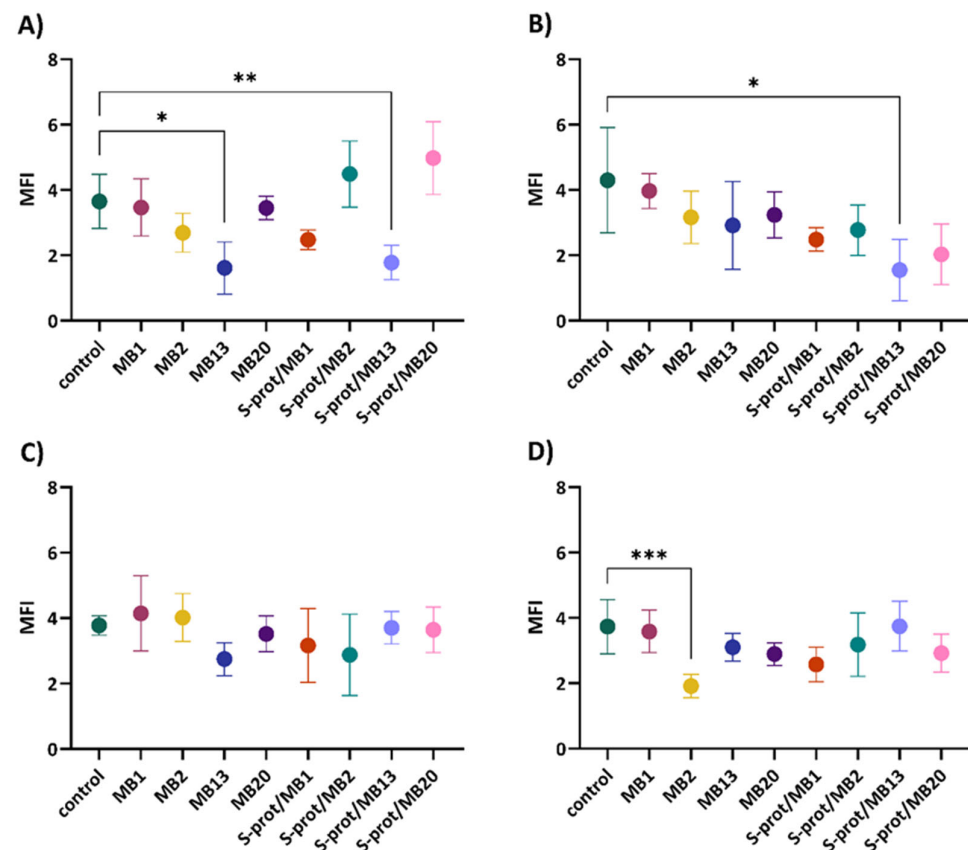 A)
MFI
8
6
4
2
0
*
**
control
MB1
MB2
MB13
MB20
S-prot/MB1
S-prot/MB2
S-prot/MB13
S-prot/MB20
B)
MFI
8
6
4
2
0
*
control
MB1
MB2
MB13
MB20
S-prot/MB1
S-prot/MB2
S-prot/MB13
S-prot/MB20
C)
MFI
8
6
4
2
0
control
MB1
MB2
MB13
MB20
S-prot/MB1
S-prot/MB2
S-prot/MB13
S-prot/MB20
D)
MFI
8
6
4
2
0
***
control
MB1
MB2
MB13
MB20
S-prot/MB1
S-prot/MB2
S-prot/MB13
S-prot/MB20